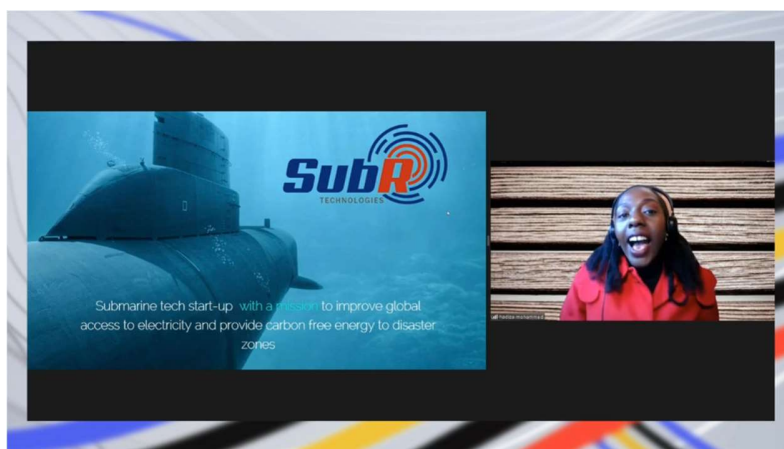 SubR
TECHNOLOGIES
Submarine tech start-up with a mission to improve global
access to electricity and provide carbon free energy to disaster
zones